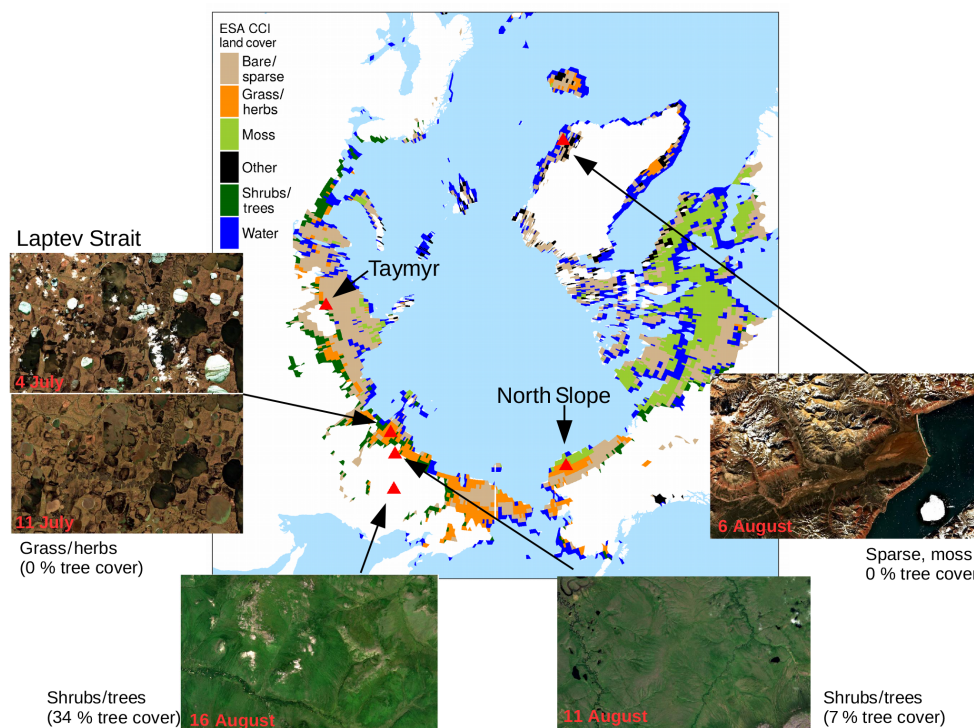 ESA CCI
land cover
Bare/
sparse
Grass/
herbs
Moss
Other
Shrubs/
trees
Water
Laptev Strait
Taymyr
4 July
North Slope
11 July
6 August
Grass/herbs
(0 % tree cover)
Sparse, moss
0 % tree cove
Shrubs/trees
(34 % tree cover)
16 August
11 August
Shrubs/trees
(7 % tree cover)